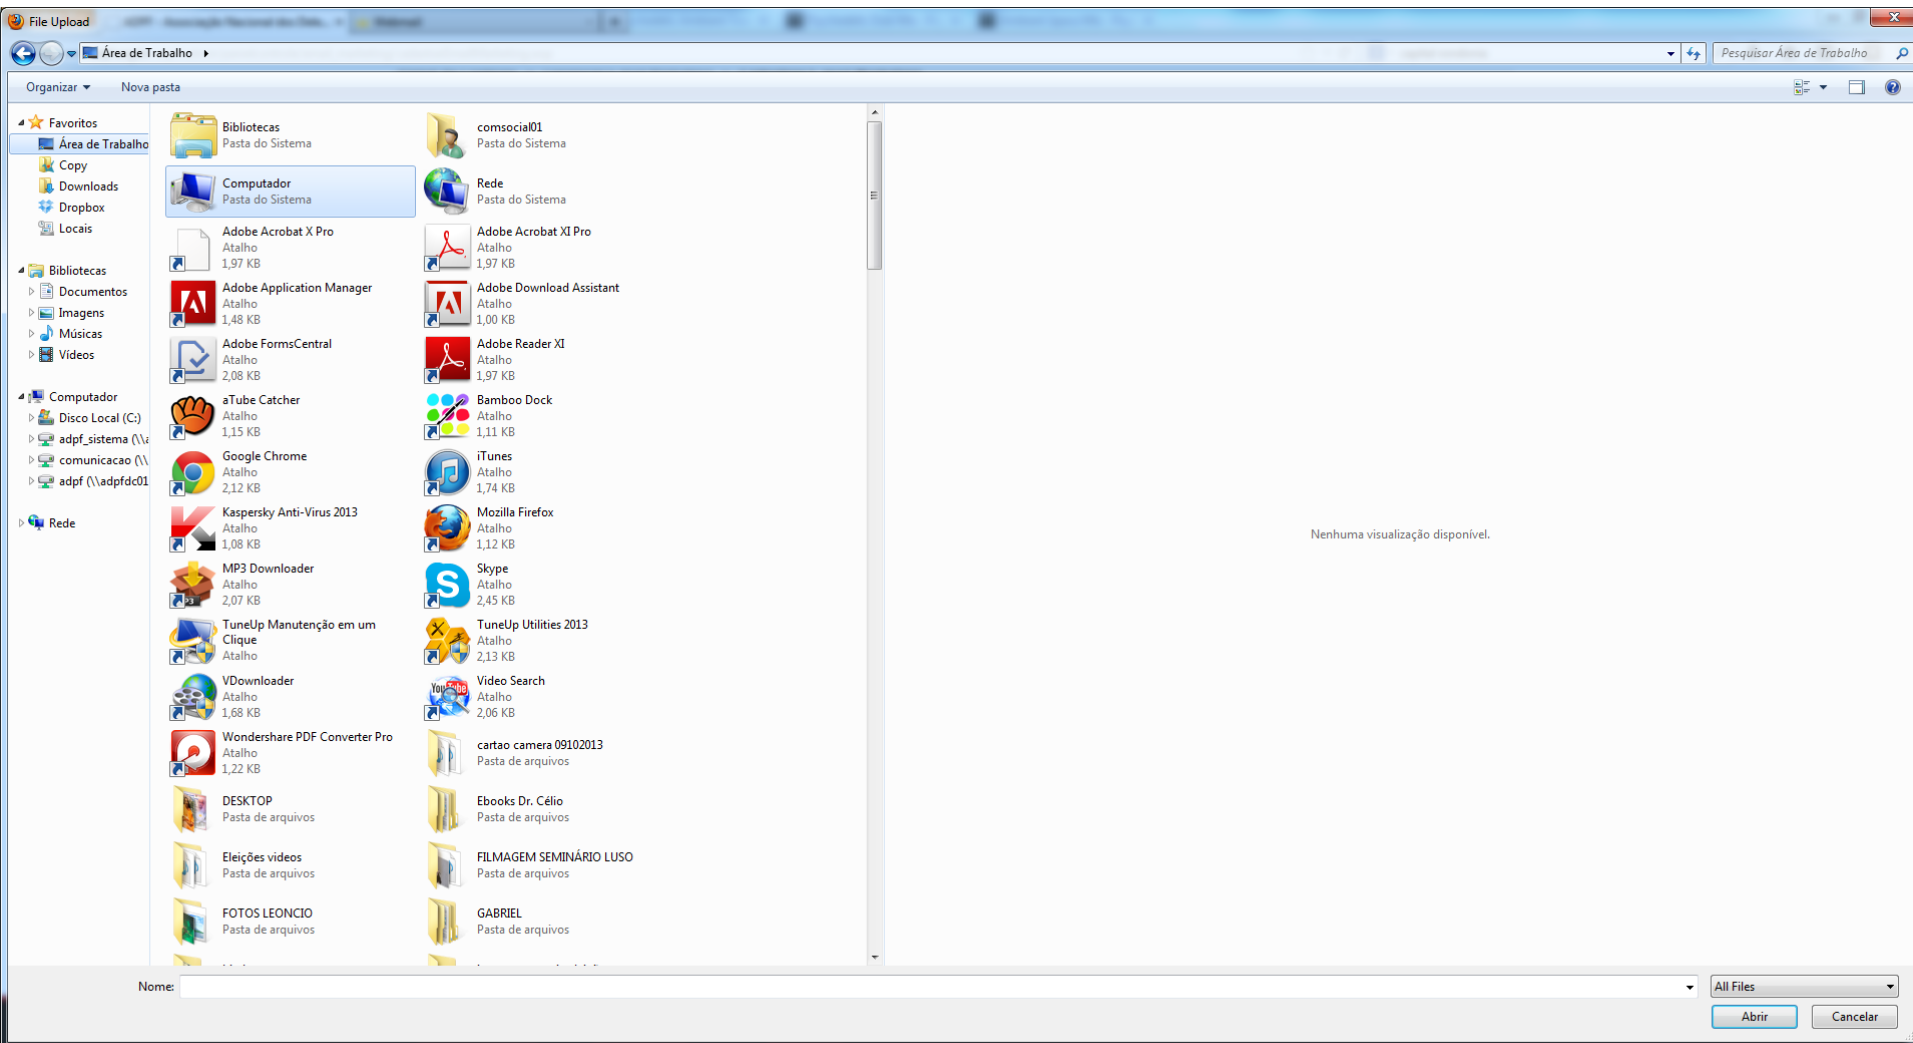 File Upload
Área de Trabalho
Pesquisar Área de Trabalho
Organizar
Nova pasta
Favoritos
Área de Trabalho
Copy
Downloads
Dropbox
Locais
Bibliotecas
Documentos
Imagens
Músicas
Vídeos
Computador
Disco Local (C:)
adpf_sistema (\\a
comunicacao (\\
adpf (\\adpfdc01
Rede
Bibliotecas
Pasta do Sistema
comsocial01
Pasta do Sistema
Computador
Pasta do Sistema
Rede
Pasta do Sistema
Adobe Acrobat X Pro
Atalho
1,97 KB
Adobe Acrobat XI Pro
Atalho
1,97 KB
Adobe Application Manager
Atalho
1,48 KB
Adobe Download Assistant
Atalho
1,00 KB
Adobe FormsCentral
Atalho
2,08 KB
Adobe Reader XI
Atalho
1,97 KB
aTube Catcher
Atalho
1,15 KB
Bamboo Dock
Atalho
1,11 KB
Google Chrome
Atalho
2,12 KB
iTunes
Atalho
1,74 KB
Kaspersky Anti-Virus 2013
Atalho
1,08 KB
Mozilla Firefox
Atalho
1,12 KB
MP3 Downloader
Atalho
2,07 KB
Skype
Atalho
2,45 KB
TuneUp Manutenção em um
Clique
Atalho
TuneUp Utilities 2013
Atalho
2,13 KB
VDownloader
Atalho
1,68 KB
Video Search
Atalho
2,06 KB
Wondershare PDF Converter Pro
Atalho
1,22 KB
cartao camera 09102013
Pasta de arquivos
DESKTOP
Pasta de arquivos
Ebooks Dr. Célio
Pasta de arquivos
Eleições videos
Pasta de arquivos
FILMAGEM SEMINÁRIO LUSO
Pasta de arquivos
FOTOS LEONCIO
Pasta de arquivos
GABRIEL
Pasta de arquivos
Nenhuma visualização disponível.
Nome:
All Files
Abrir
Cancelar